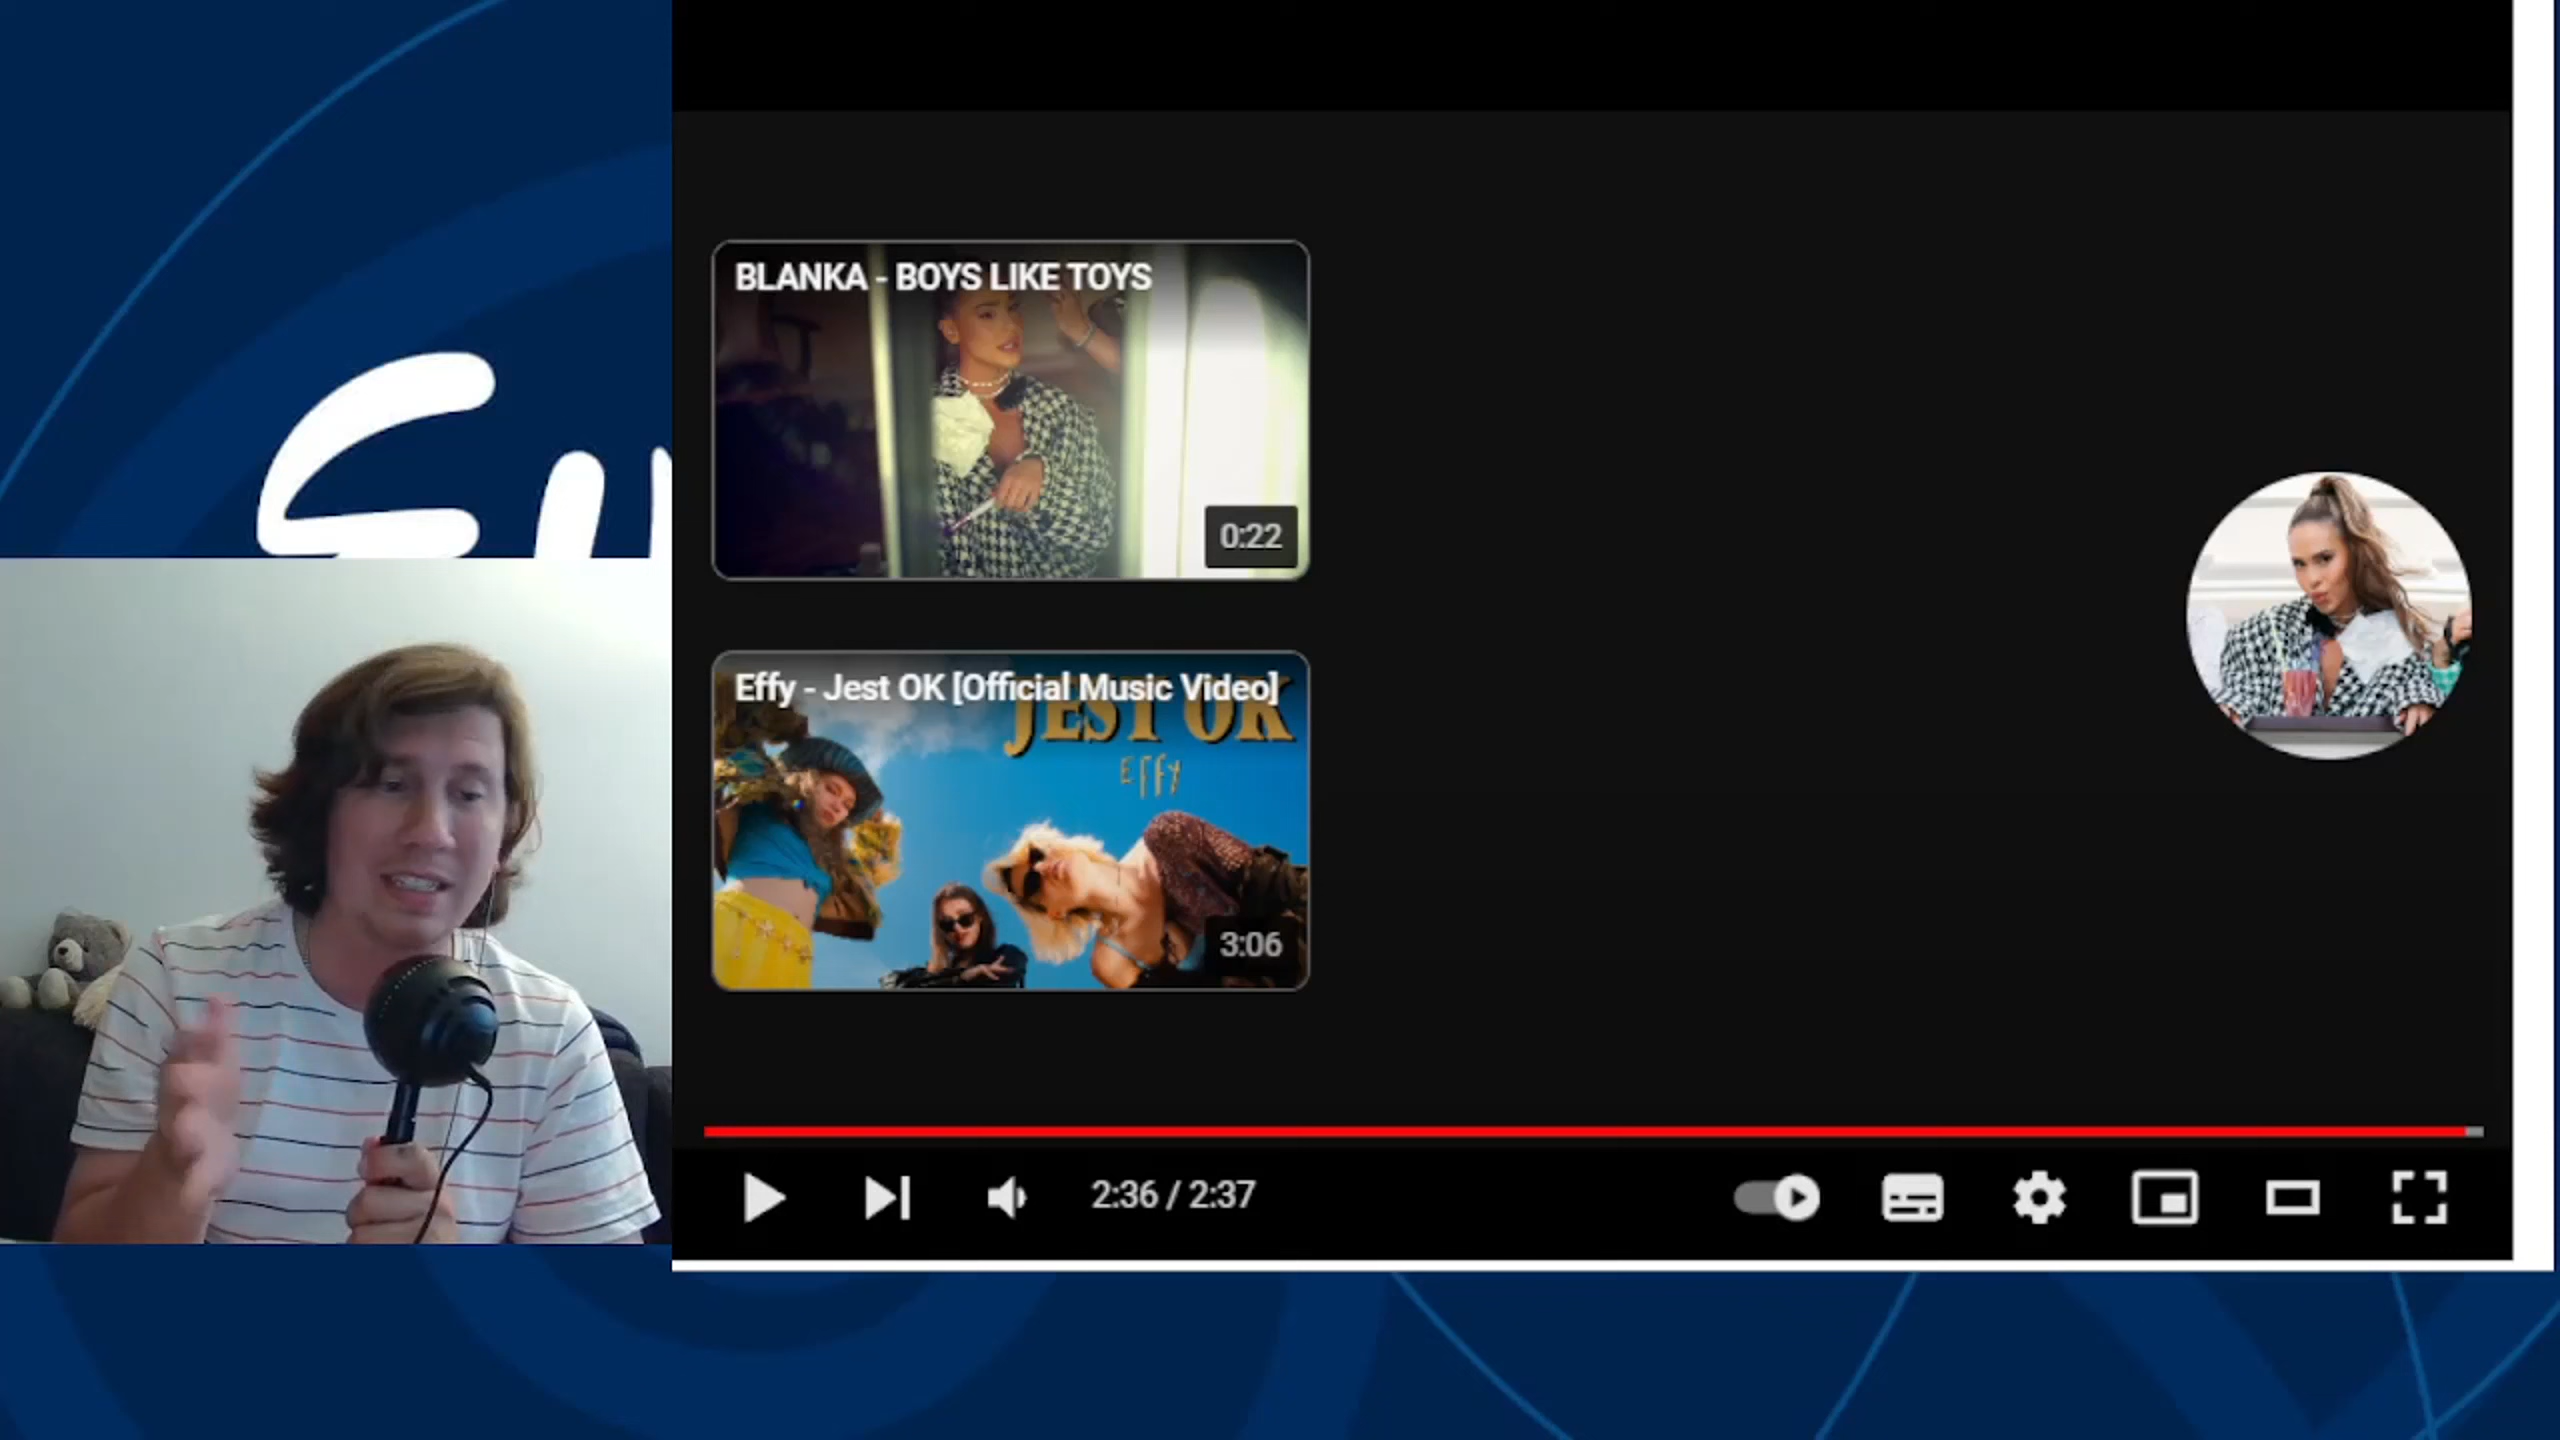 BLANKA - BOYS LIKE TOYS
0:22
Effy - Jest OK [Official Music Video]
JEST OK
Effy
3:06
2:36 / 2:37